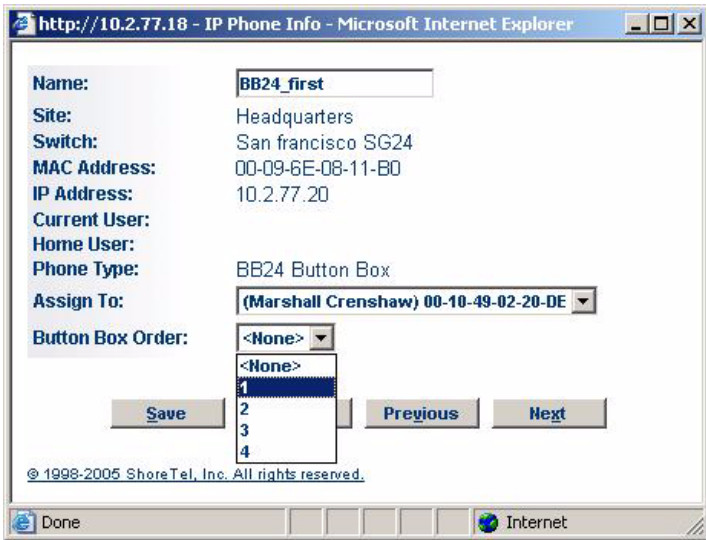 http://10.2.77.18 - IP Phone Info - Microsoft Internet Explorer
Name: BB24_first
Site: Headquarters
Switch: San francisco SG24
MAC Address: 00-09-6E-08-11-B0
IP Address: 10.2.77.20
Current User:
Home User:
Phone Type: BB24 Button Box
Assign To: (Marshall Crenshaw) 00-10-49-02-20-DE
Button Box Order: <None>
<None>
1
2
3
4
Save Previous Next
© 1998-2005 ShoreTel, Inc. All rights reserved.
Done Internet